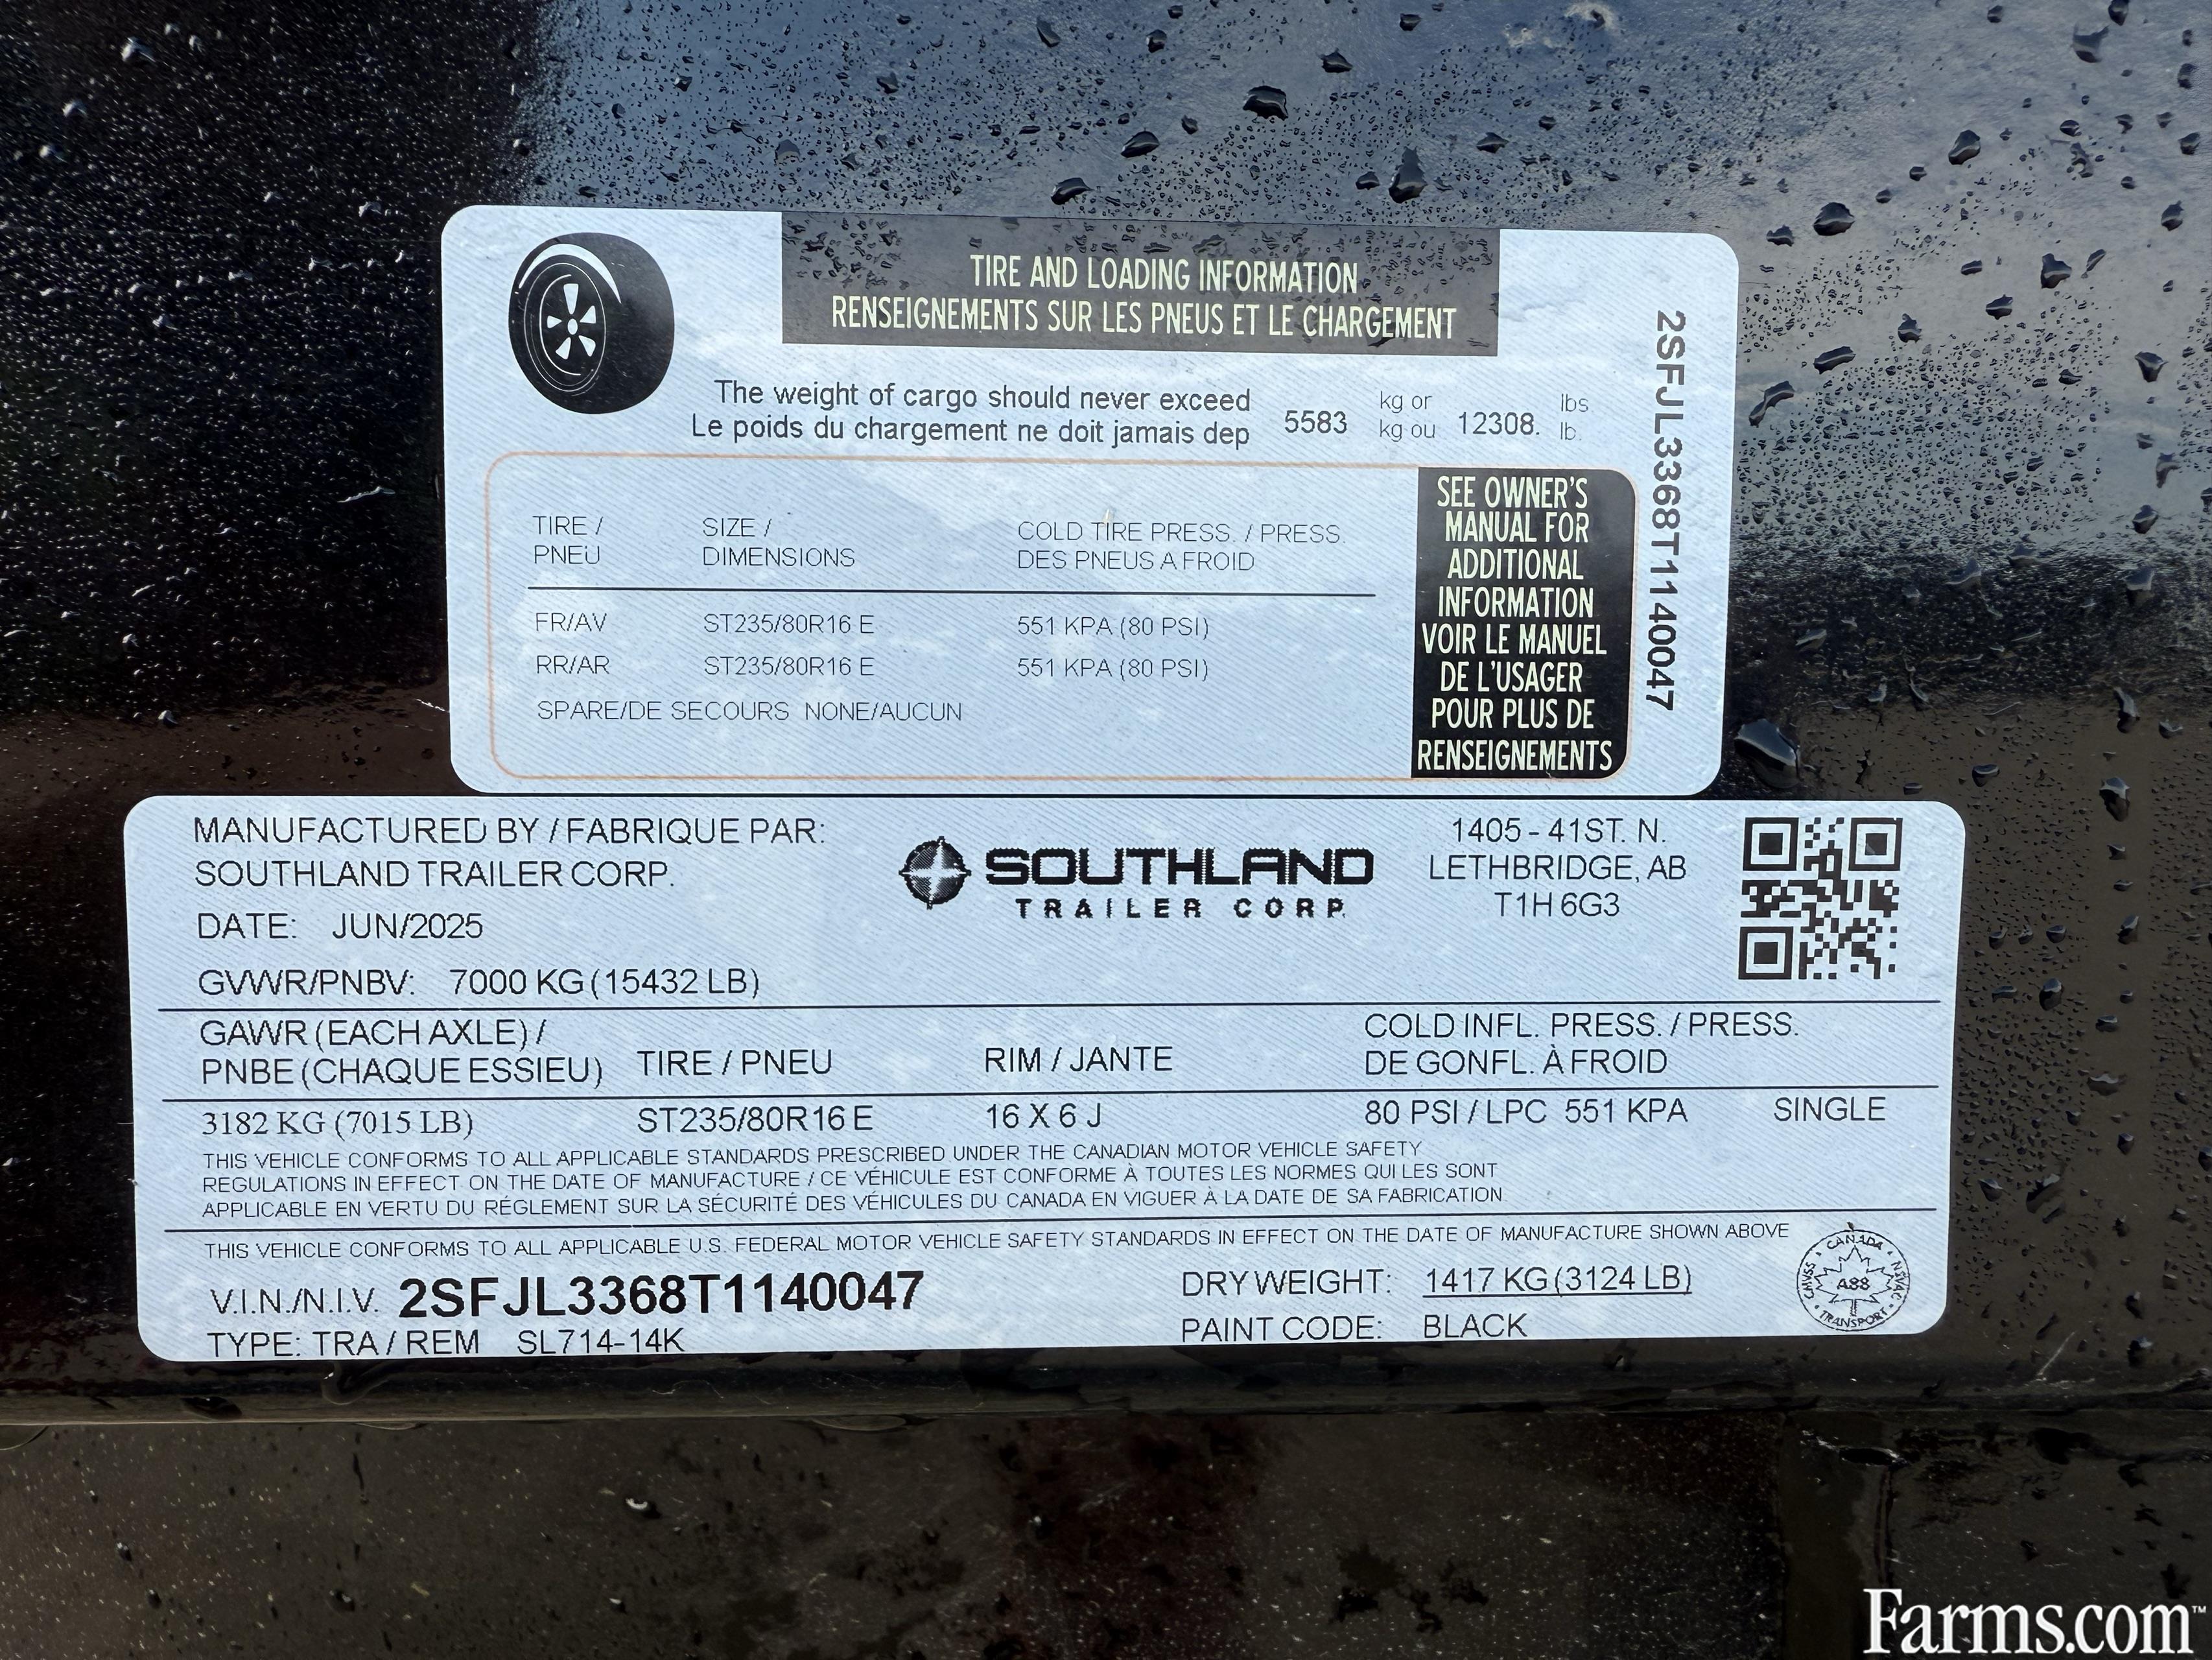 TIRE AND LOADING INFORMATION
RENSEIGNEMENTS SUR LES PNEUS ET LE CHARGEMENT
The weight of cargo should never exceed 5583 kg or 12308. lbs
Le poids du chargement ne doit jamais dep kg ou lb.
TIRE / SIZE / COLD TIRE PRESS. / PRESS.
PNEU DIMENSIONS DES PNEUS A FROID
FR/AV ST235/80R16 E 551 KPA (80 PSI)
RR/AR ST235/80R16 E 551 KPA (80 PSI)
SPARE/DE SECOURS NONE/AUCUN
SEE OWNER'S
MANUAL FOR
ADDITIONAL
INFORMATION
VOIR LE MANUEL
DE L'USAGER
POUR PLUS DE
RENSEIGNEMENTS
2SFJL3368T1140047
MANUFACTURED BY / FABRIQUE PAR:
SOUTHLAND TRAILER CORP.
DATE: JUN/2025
GVWR/PNBV: 7000 KG (15432 LB)
SOUTHLAND
TRAILER CORP.
1405 - 41ST. N.
LETHBRIDGE, AB
T1H 6G3
GAWR (EACH AXLE) /
PNBE (CHAQUE ESSIEU) TIRE / PNEU RIM / JANTE
COLD INFL. PRESS. / PRESS.
DE GONFL. À FROID
3182 KG (7015 LB) ST235/80R16 E 16 X 6 J 80 PSI / LPC 551 KPA SINGLE
THIS VEHICLE CONFORMS TO ALL APPLICABLE STANDARDS PRESCRIBED UNDER THE CANADIAN MOTOR VEHICLE SAFETY
REGULATIONS IN EFFECT ON THE DATE OF MANUFACTURE / CE VÉHICULE EST CONFORME À TOUTES LES NORMES QUI LES SONT
APPLICABLE EN VERTU DU RÉGLEMENT SUR LA SÉCURITÉ DES VÉHICULES DU CANADA EN VIGUER À LA DATE DE SA FABRICATION
THIS VEHICLE CONFORMS TO ALL APPLICABLE U.S. FEDERAL MOTOR VEHICLE SAFETY STANDARDS IN EFFECT ON THE DATE OF MANUFACTURE SHOWN ABOVE
V.I.N./N.I.V. 2SFJL3368T1140047
TYPE: TRA / REM SL714-14K
DRY WEIGHT: 1417 KG (3124 LB)
PAINT CODE: BLACK
CANADA
CMVSS
NSVAC
A88
TRANSPORT
Farms.com™